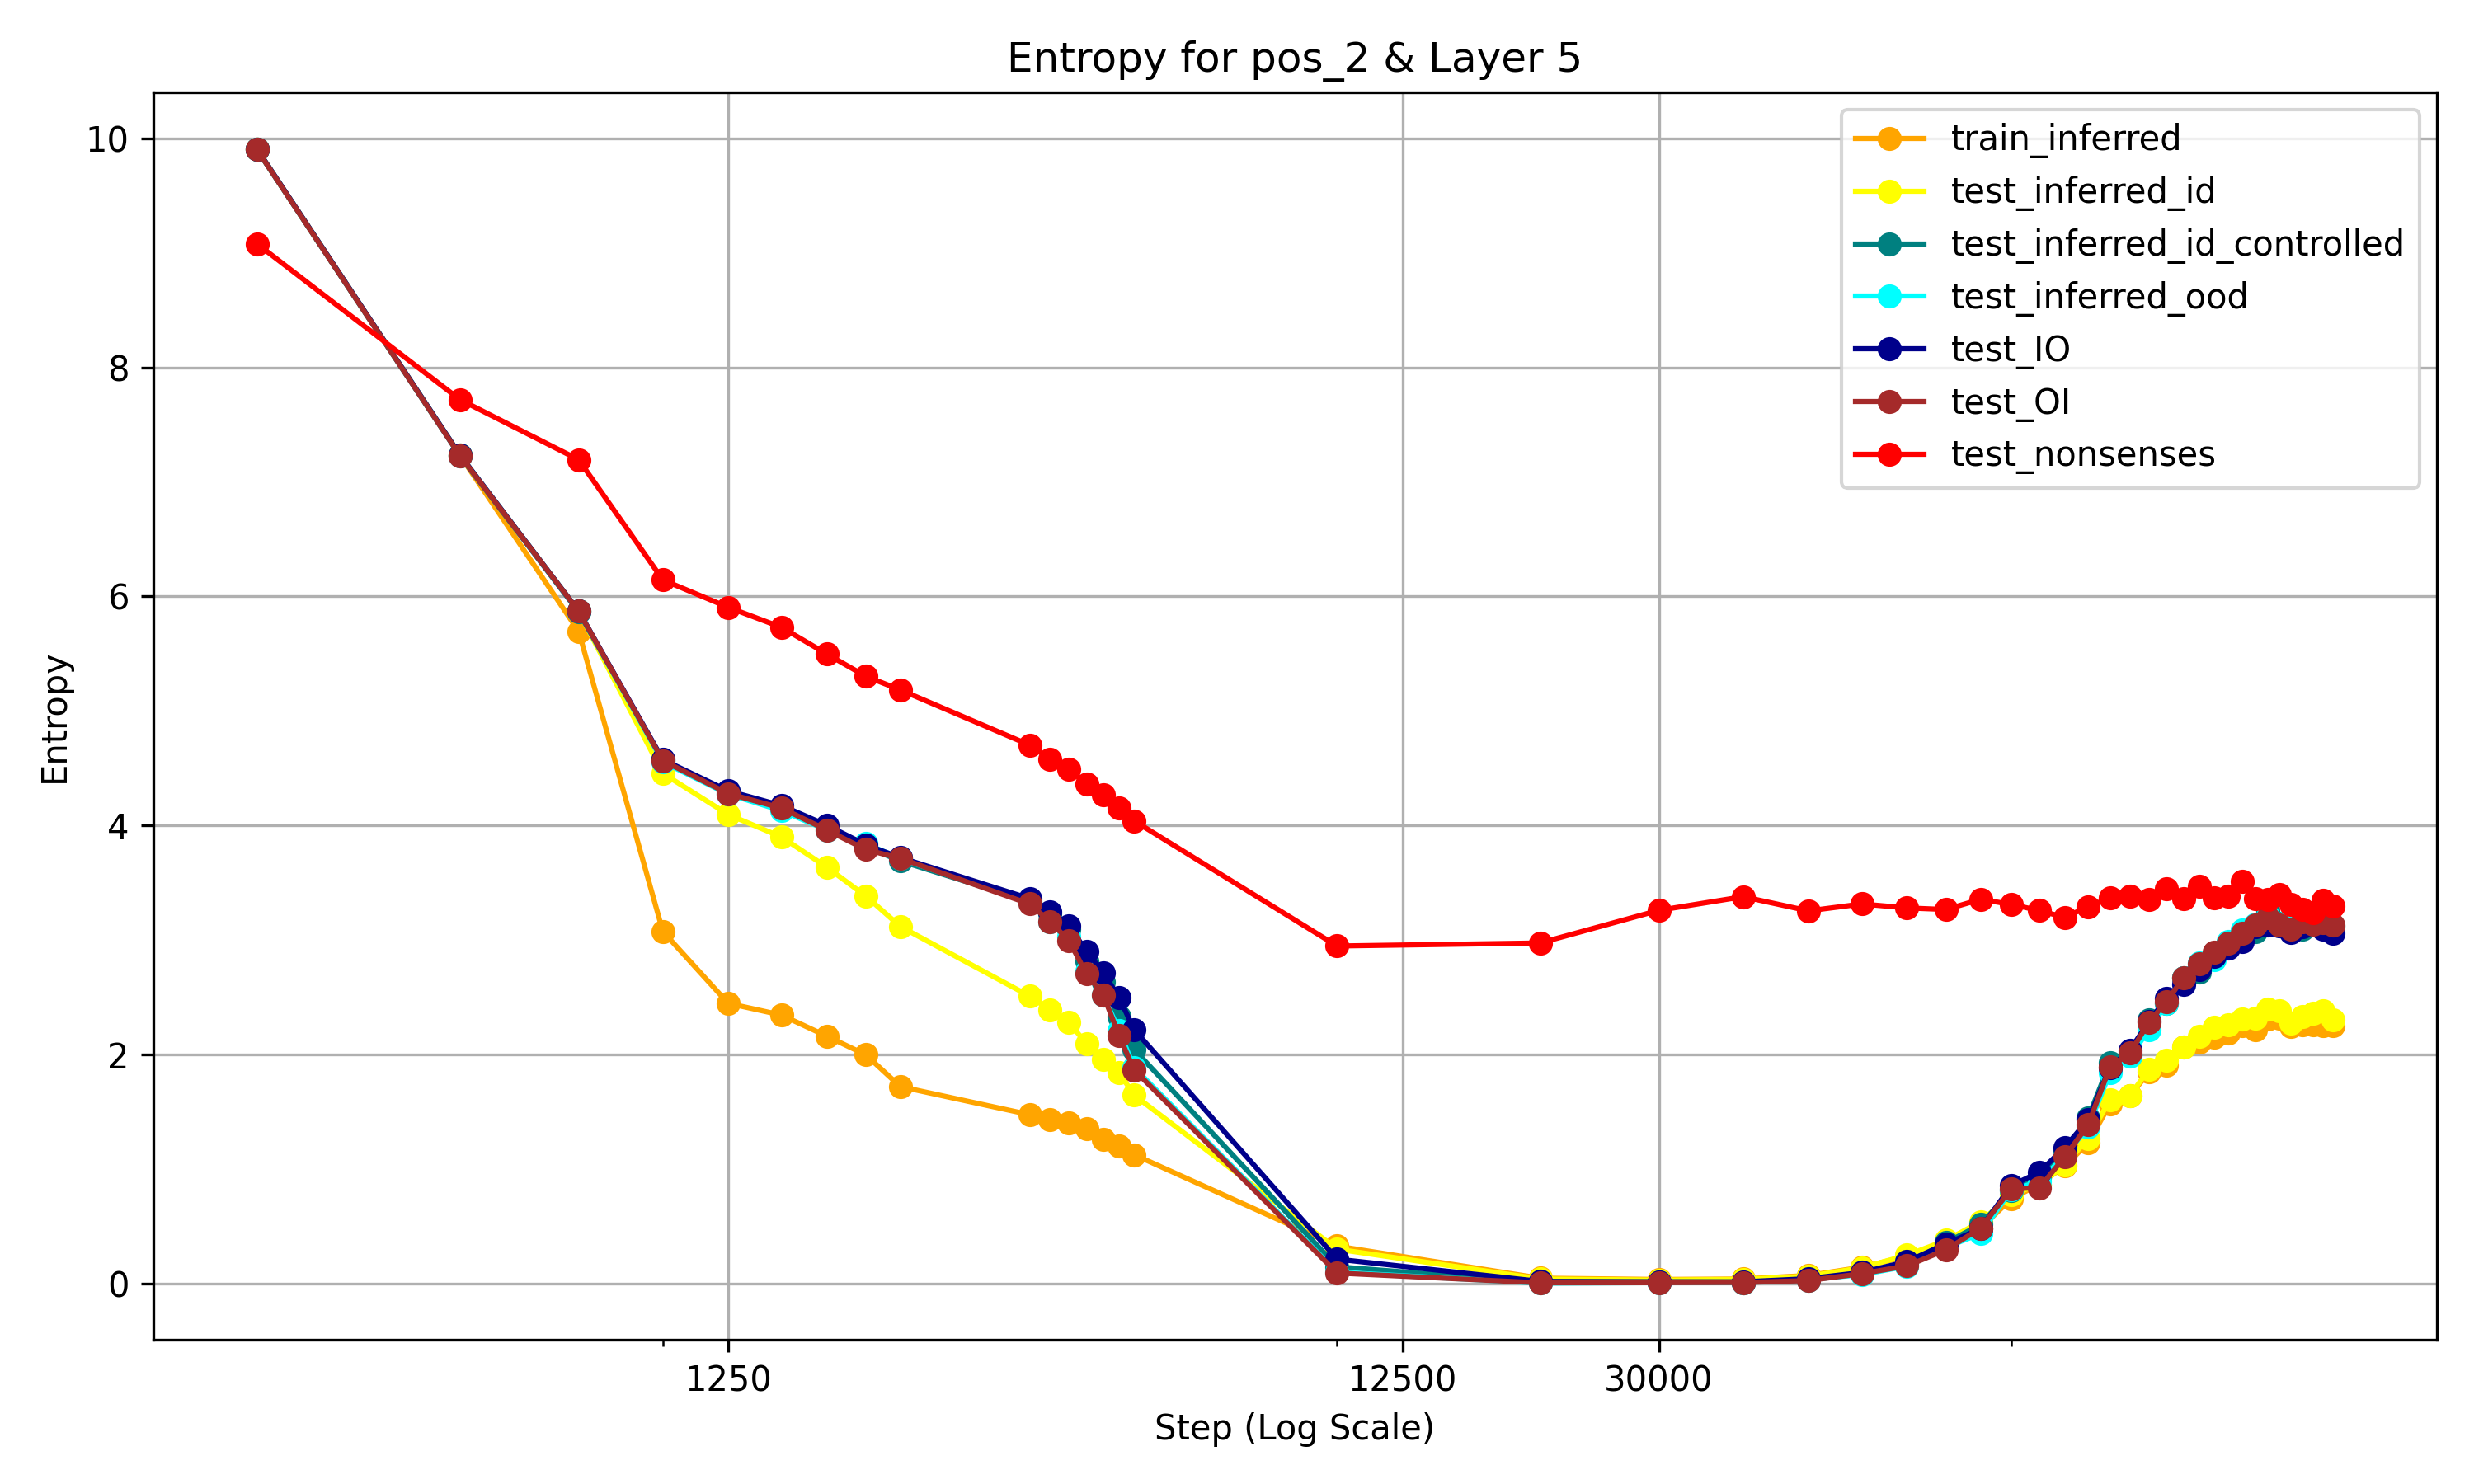 Entropy for pos_2 & Layer 5
10
8
6
4
2
0
Entropy
train_inferred
test_inferred_id
test_inferred_id_controlled
test_inferred_ood
test_IO
test_OI
test_nonsenses
1250
12500
30000
Step (Log Scale)